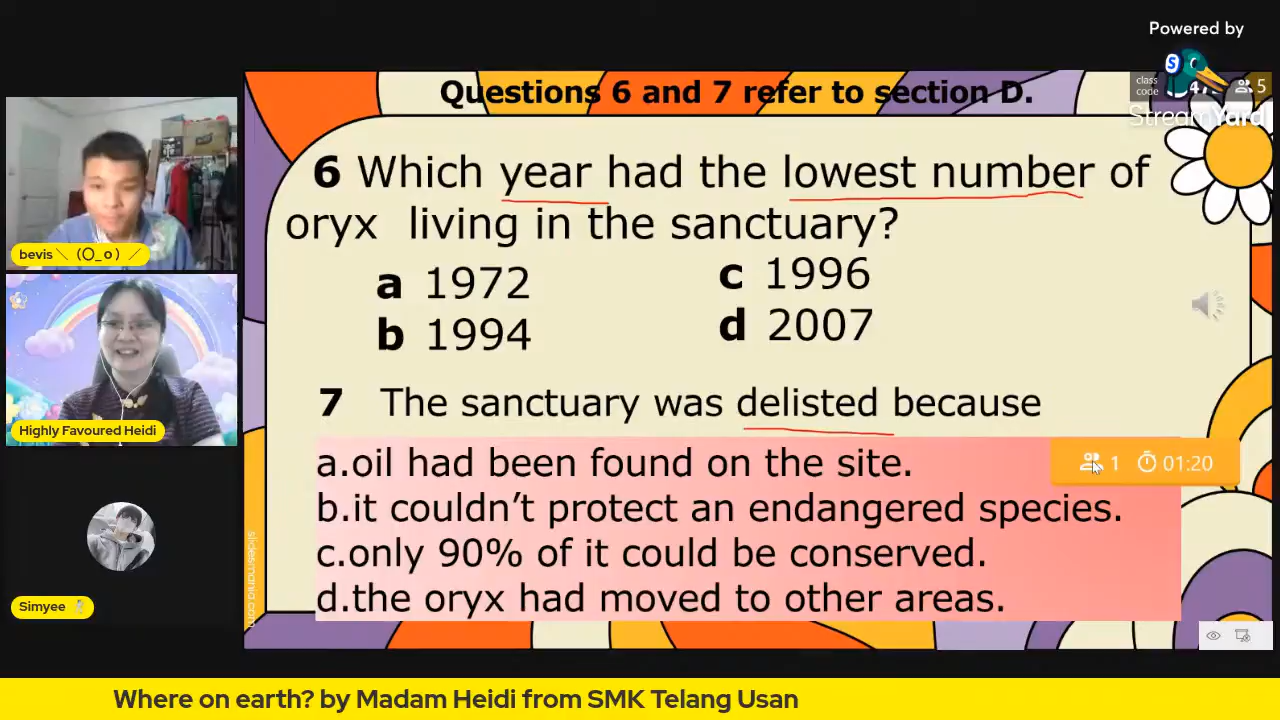 Powered by
StreamYard
class
code
5
Questions 6 and 7 refer to section D.
6 Which year had the lowest number of
oryx living in the sanctuary?
a 1972
c 1996
b 1994
d 2007
7 The sanctuary was delisted because
a.oil had been found on the site.
1 01:20
b.it couldn't protect an endangered species.
c.only 90% of it could be conserved.
d.the oryx had moved to other areas.
slidesmania.com
bevis＼（〇_ｏ）／
Highly Favoured Heidi
Simyee
Where on earth? by Madam Heidi from SMK Telang Usan